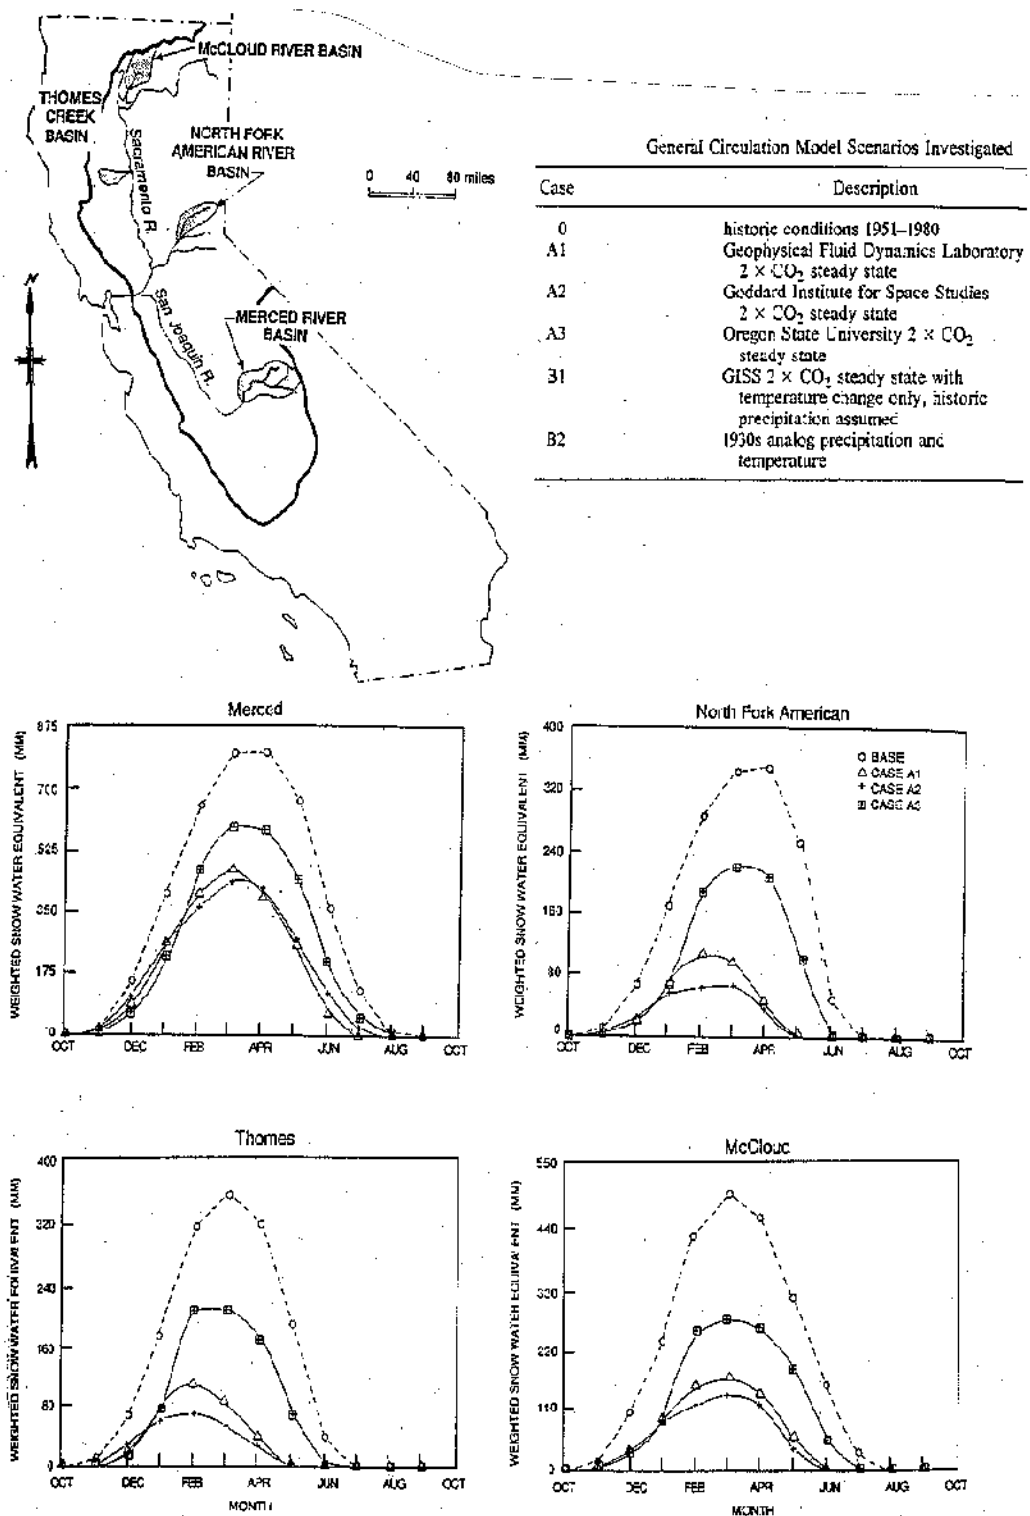 McCLOUD RIVER BASIN
THOMES
CREEK
BASIN
NORTH FORK
AMERICAN RIVER
BASIN
Sacramento R.
0 40 80 miles
N
San Joaquin R.
MERCED RIVER
BASIN
General Circulation Model Scenarios Investigated
Case Description
0 historic conditions 1951–1980
A1 Geophysical Fluid Dynamics Laboratory
2 × CO₂ steady state
A2 Goddard Institute for Space Studies
2 × CO₂ steady state
A3 Oregon State University 2 × CO₂
steady state
B1 GISS 2 × CO₂ steady state with
temperature change only, historic
precipitation assumed
B2 1930s analog precipitation and
temperature
Merced
WEIGHTED SNOW WATER EQUIVALENT (MM)
875
700
525
350
175
0
OCT DEC FEB APR JUN AUG OCT
North Fork American
WEIGHTED SNOW WATER EQUIVALENT (MM)
400
320
240
160
80
0
BASE
CASE A1
CASE A2
CASE A3
OCT DEC FEB APR JUN AUG OCT
Thomes
WEIGHTED SNOW WATER EQUIVALENT (MM)
400
320
240
160
80
0
OCT DEC FEB APR JUN AUG OCT
MONTH
McCloud
WEIGHTED SNOW WATER EQUIVALENT (MM)
550
440
330
220
110
0
OCT DEC FEB APR JUN AUG OCT
MONTH